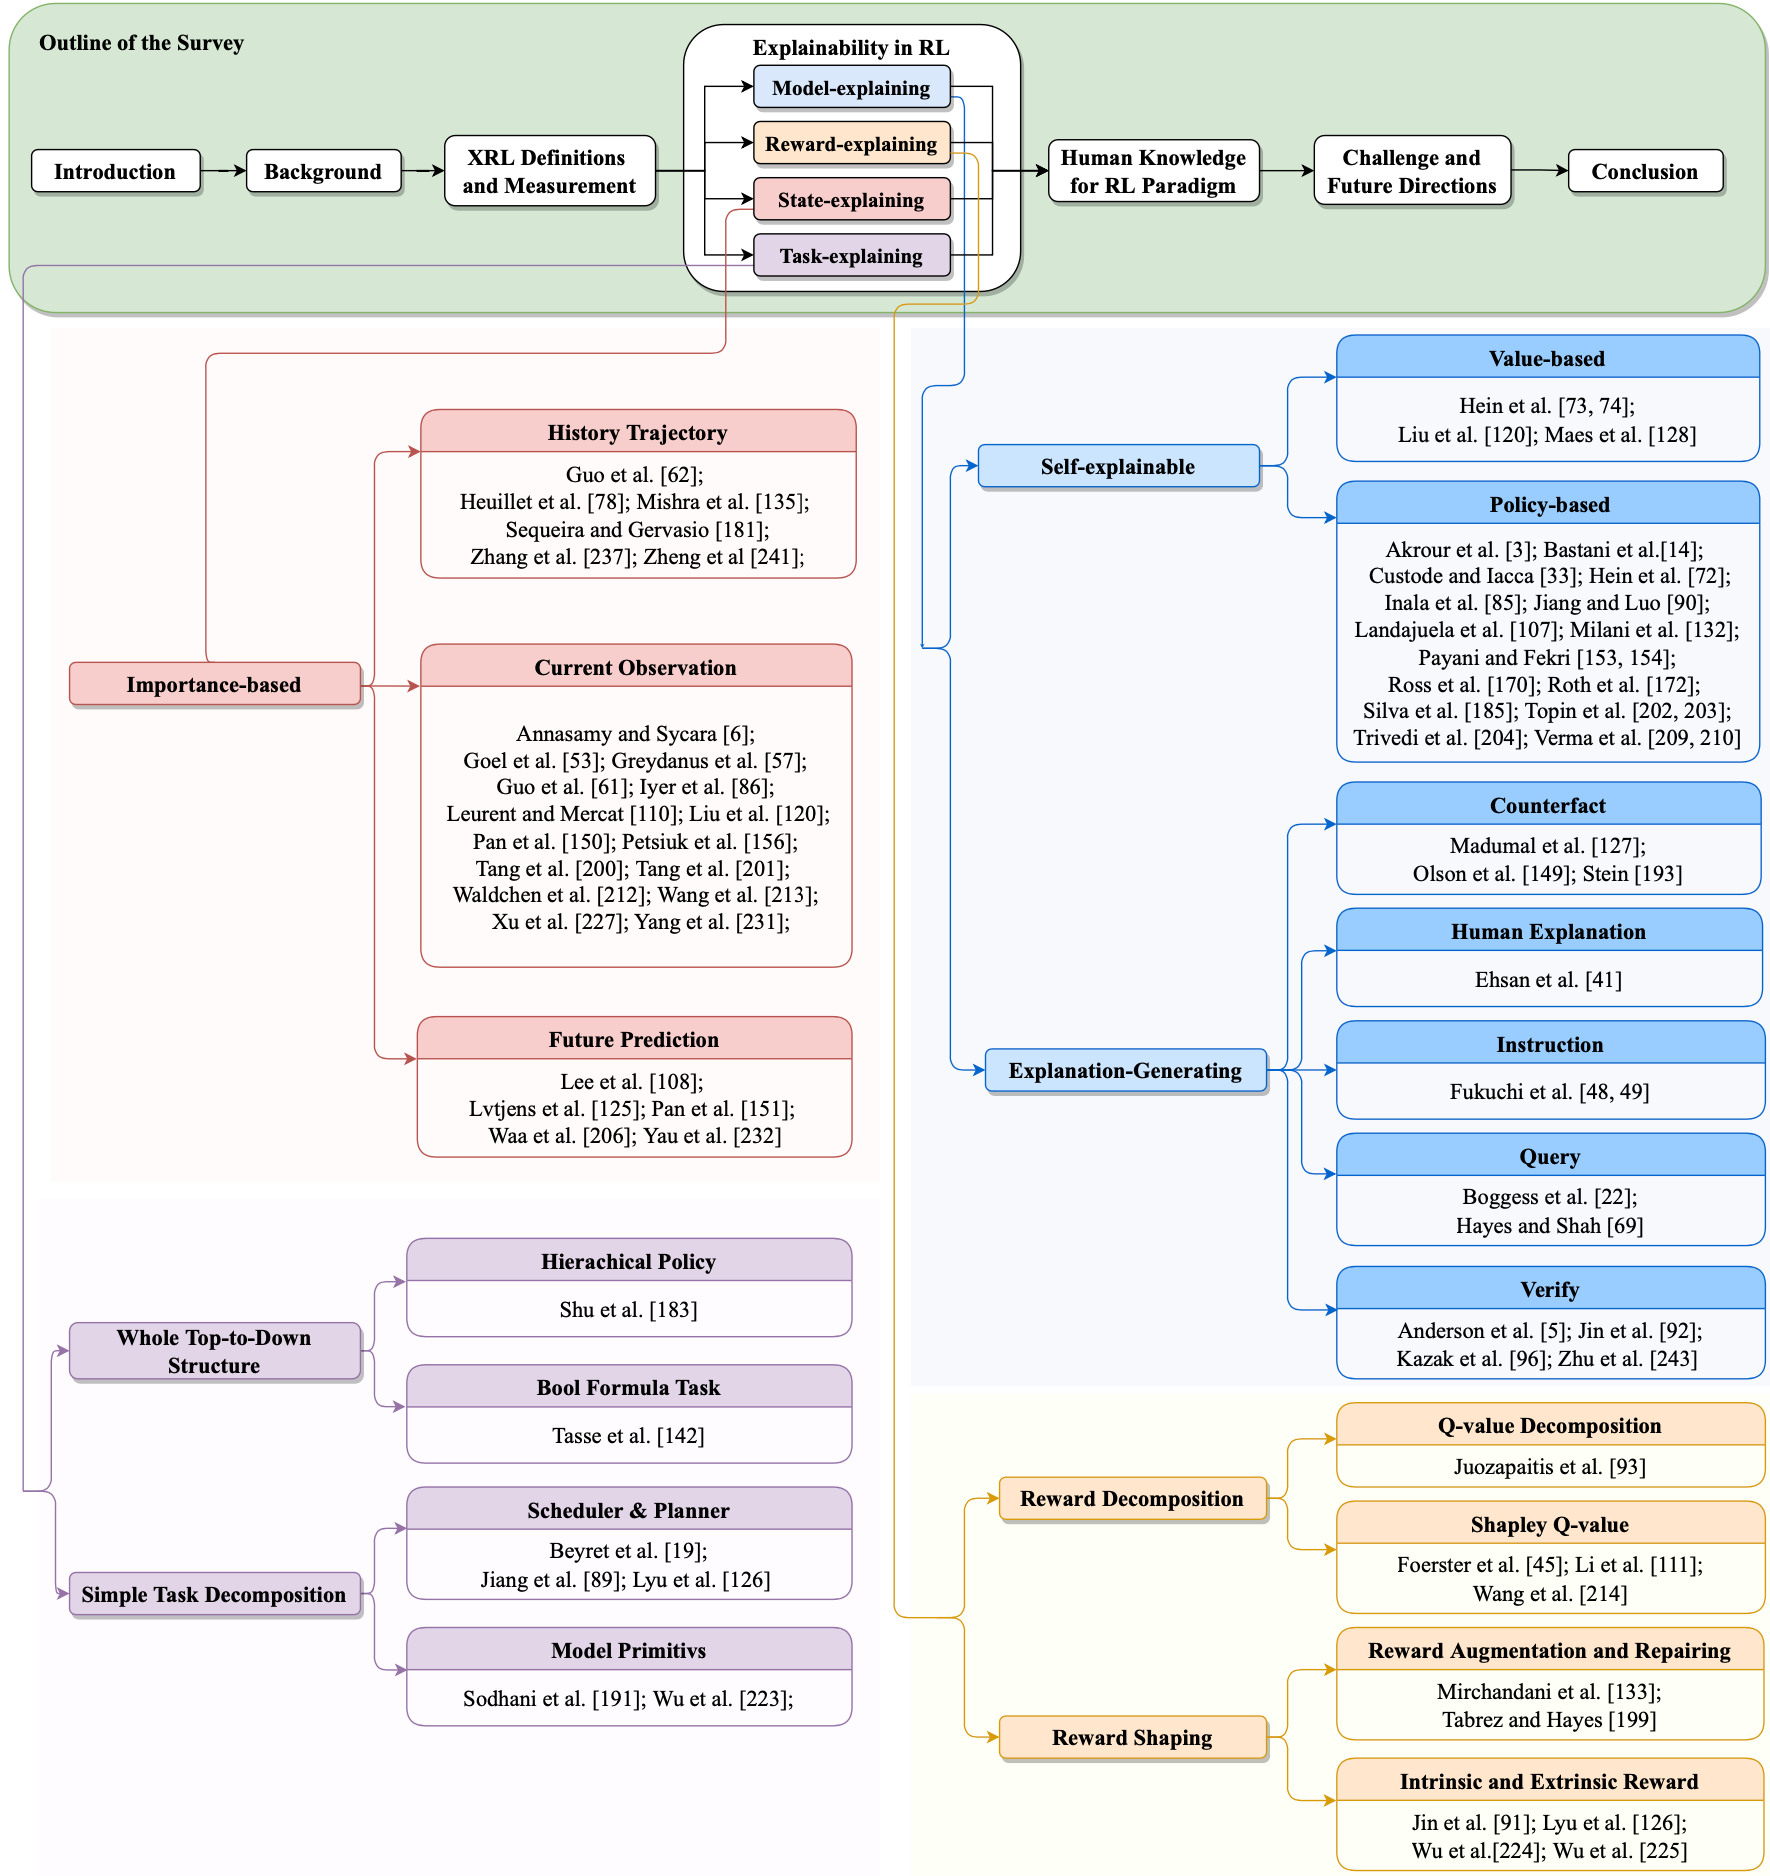 Outline of the Survey
Explainability in RL
Model-explaining
Reward-explaining
State-explaining
Task-explaining
Introduction
Background
XRL Definitions
and Measurement
Human Knowledge
for RL Paradigm
Challenge and
Future Directions
Conclusion
Importance-based
History Trajectory
Guo et al. [62];
Heuillet et al. [78]; Mishra et al. [135];
Sequeira and Gervasio [181];
Zhang et al. [237]; Zheng et al [241];
Current Observation
Annasamy and Sycara [6];
Goel et al. [53]; Greydanus et al. [57];
Guo et al. [61]; Iyer et al. [86];
Leurent and Mercat [110]; Liu et al. [120];
Pan et al. [150]; Petsiuk et al. [156];
Tang et al. [200]; Tang et al. [201];
Waldchen et al. [212]; Wang et al. [213];
Xu et al. [227]; Yang et al. [231];
Future Prediction
Lee et al. [108];
Lvtjens et al. [125]; Pan et al. [151];
Waa et al. [206]; Yau et al. [232]
Whole Top-to-Down
Structure
Hierachical Policy
Shu et al. [183]
Bool Formula Task
Tasse et al. [142]
Simple Task Decomposition
Scheduler & Planner
Beyret et al. [19];
Jiang et al. [89]; Lyu et al. [126]
Model Primitivs
Sodhani et al. [191]; Wu et al. [223];
Self-explainable
Value-based
Hein et al. [73, 74];
Liu et al. [120]; Maes et al. [128]
Policy-based
Akrour et al. [3]; Bastani et al.[14];
Custode and Iacca [33]; Hein et al. [72];
Inala et al. [85]; Jiang and Luo [90];
Landajuela et al. [107]; Milani et al. [132];
Payani and Fekri [153, 154];
Ross et al. [170]; Roth et al. [172];
Silva et al. [185]; Topin et al. [202, 203];
Trivedi et al. [204]; Verma et al. [209, 210]
Explanation-Generating
Counterfact
Madumal et al. [127];
Olson et al. [149]; Stein [193]
Human Explanation
Ehsan et al. [41]
Instruction
Fukuchi et al. [48, 49]
Query
Boggess et al. [22];
Hayes and Shah [69]
Verify
Anderson et al. [5]; Jin et al. [92];
Kazak et al. [96]; Zhu et al. [243]
Reward Decomposition
Q-value Decomposition
Juozapaitis et al. [93]
Shapley Q-value
Foerster et al. [45]; Li et al. [111];
Wang et al. [214]
Reward Shaping
Reward Augmentation and Repairing
Mirchandani et al. [133];
Tabrez and Hayes [199]
Intrinsic and Extrinsic Reward
Jin et al. [91]; Lyu et al. [126];
Wu et al.[224]; Wu et al. [225]